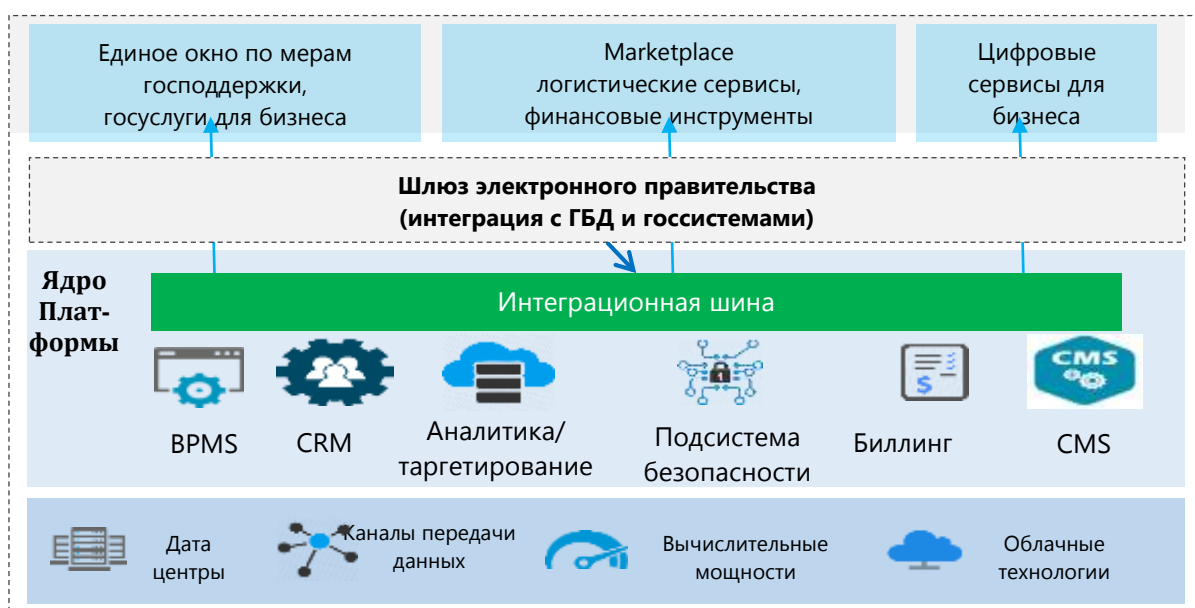 Единое окно по мерам
господдержки,
госуслуги для бизнеса
Marketplace
логистические сервисы,
финансовые инструменты
Цифровые
сервисы для
бизнеса
Шлюз электронного правительства
(интеграция с ГБД и госсистемами)
Ядро
Плат-
формы
Интеграционная шина
CMS
BPMS
CRM
Аналитика/
таргетирование
Подсистема
безопасности
Биллинг
CMS
Дата
центры
Каналы передачи
данных
Вычислительные
мощности
Облачные
технологии